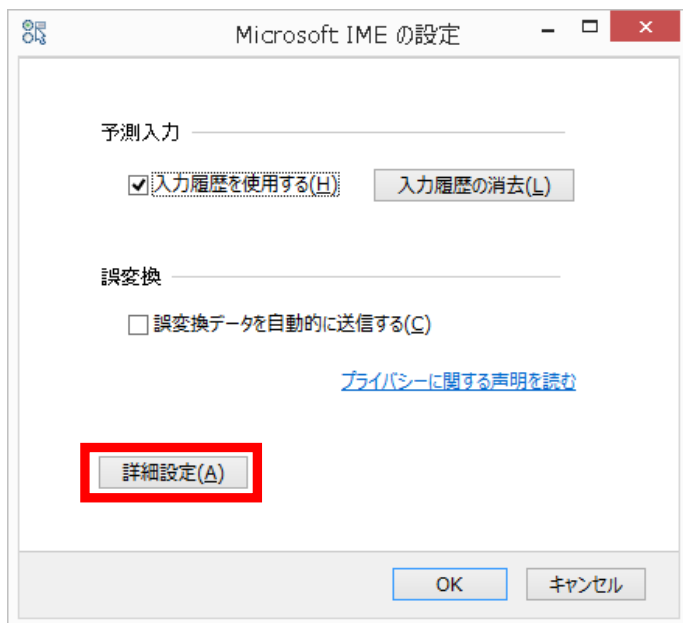 Microsoft IME の設定
予測入力
入力履歴を使用する(H)
入力履歴の消去(L)
誤変換
誤変換データを自動的に送信する(C)
プライバシーに関する声明を読む
詳細設定(A)
OK
キャンセル